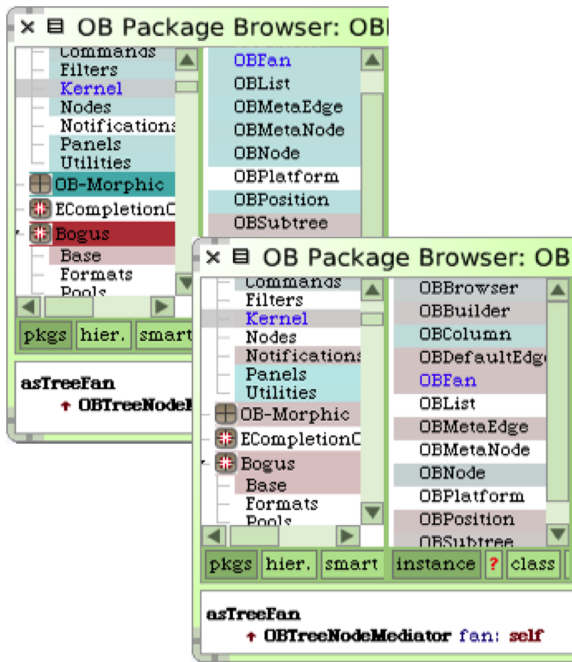 OB Package Browser: OB
Commands
Filters
Kernel
Nodes
Notifications
Panels
Utilities
OB-Morphic
ECompletion
Bogus
Base
Formats
Pools
OBFan
OBList
OBMetaEdge
OBMetaNode
OBNode
OBPlatform
OBPosition
OBSubtree
pkgs hier. smart
asTreeFan
OBTreeNode
OB Package Browser: OB
Commands
Filters
Kernel
Nodes
Notifications
Panels
Utilities
OB-Morphic
ECompletion
Bogus
Base
Formats
Pools
OBBrowser
OBBuilder
OBColumn
OBDefaultEdg
OBFan
OBList
OBMetaEdge
OBMetaNode
OBNode
OBPlatform
OBPosition
OBSubtree
pkgs hier. smart instance ? class
asTreeFan
↑ OBTreeNodeMediator fan: self